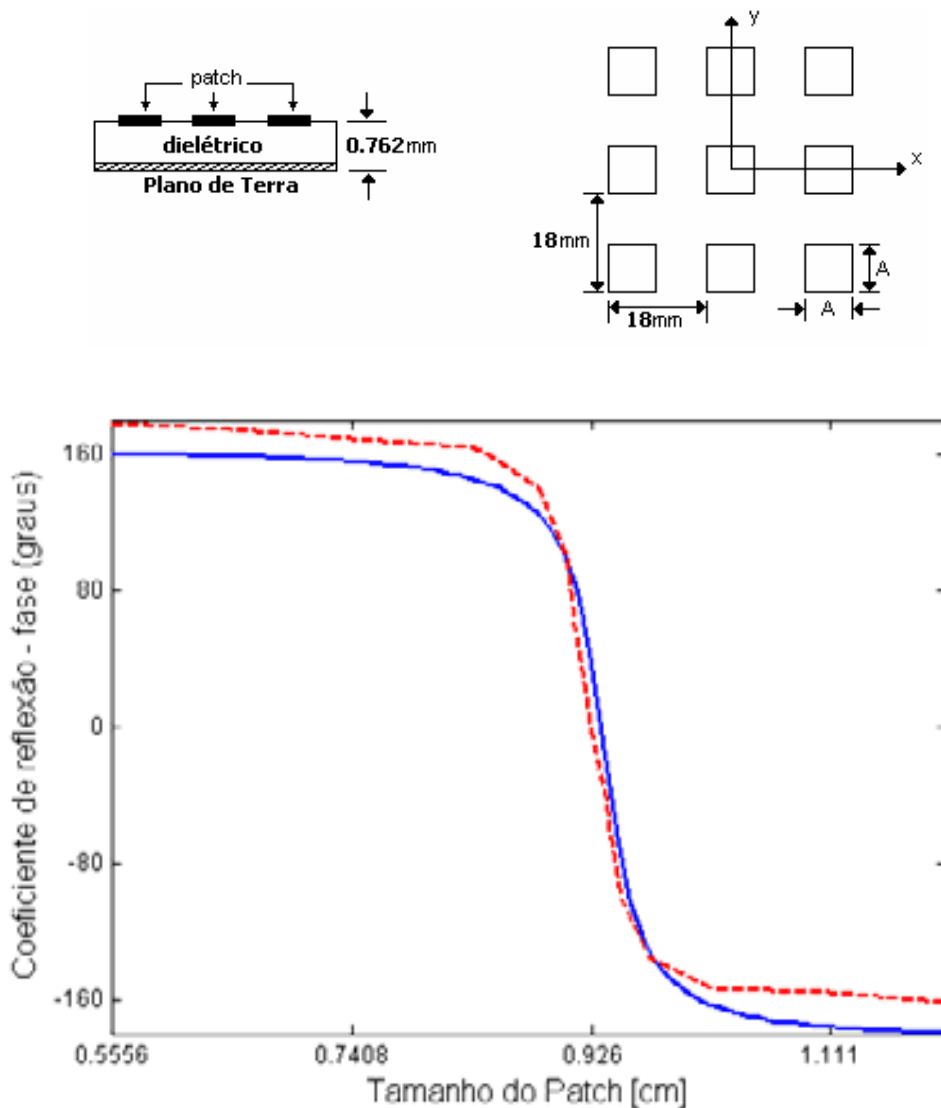 patch
dielétrico
0.762mm
Plano de Terra
y
x
18mm
A
A
18mm
Coeficiente de reflexão - fase (graus)
160
80
0
-80
-160
0.5556
0.7408
0.926
1.111
Tamanho do Patch [cm]